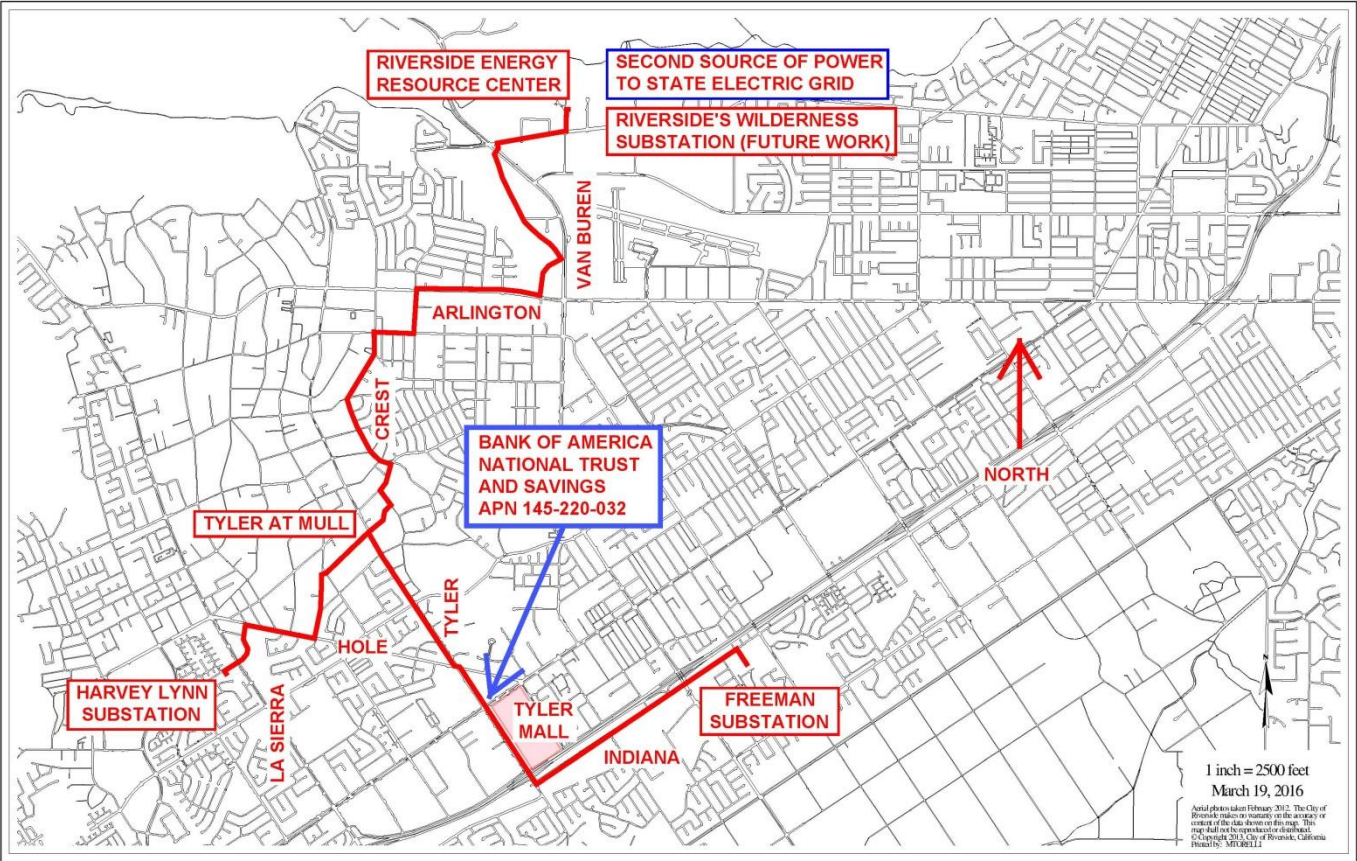 RIVERSIDE ENERGY
RESOURCE CENTER
SECOND SOURCE OF POWER
TO STATE ELECTRIC GRID
RIVERSIDE'S WILDERNESS
SUBSTATION (FUTURE WORK)
VAN BUREN
ARLINGTON
CREST
BANK OF AMERICA
NATIONAL TRUST
AND SAVINGS
APN 145-220-032
NORTH
TYLER AT MULL
TYLER
HOLE
HARVEY LYNN
SUBSTATION
LA SIERRA
TYLER
MALL
FREEMAN
SUBSTATION
INDIANA
N
1 inch = 2500 feet
March 19, 2016
Aerial photos taken February 2012. The City of
Riverside makes no warranty on the accuracy or
content of the data shown on this map. This
map shall not be reproduced or distributed.
© Copyright 2013, City of Riverside, California
Printed by: MTORELLI